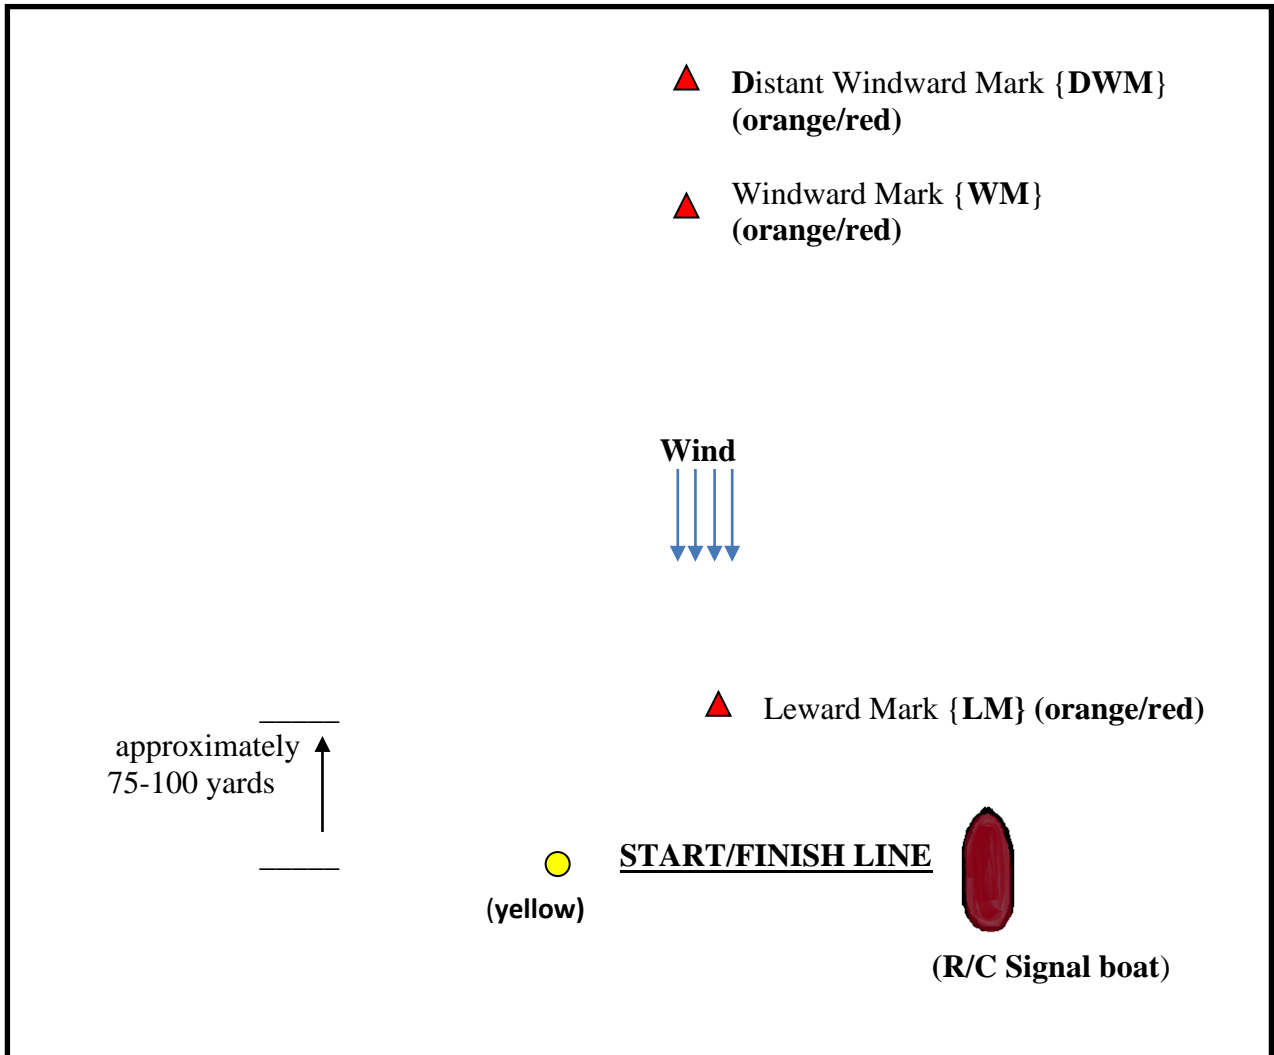 Distant Windward Mark {DWM}
(orange/red)
Windward Mark {WM}
(orange/red)
Wind
Leward Mark {LM} (orange/red)
approximately
75-100 yards
START/FINISH LINE
(yellow)
(R/C Signal boat)